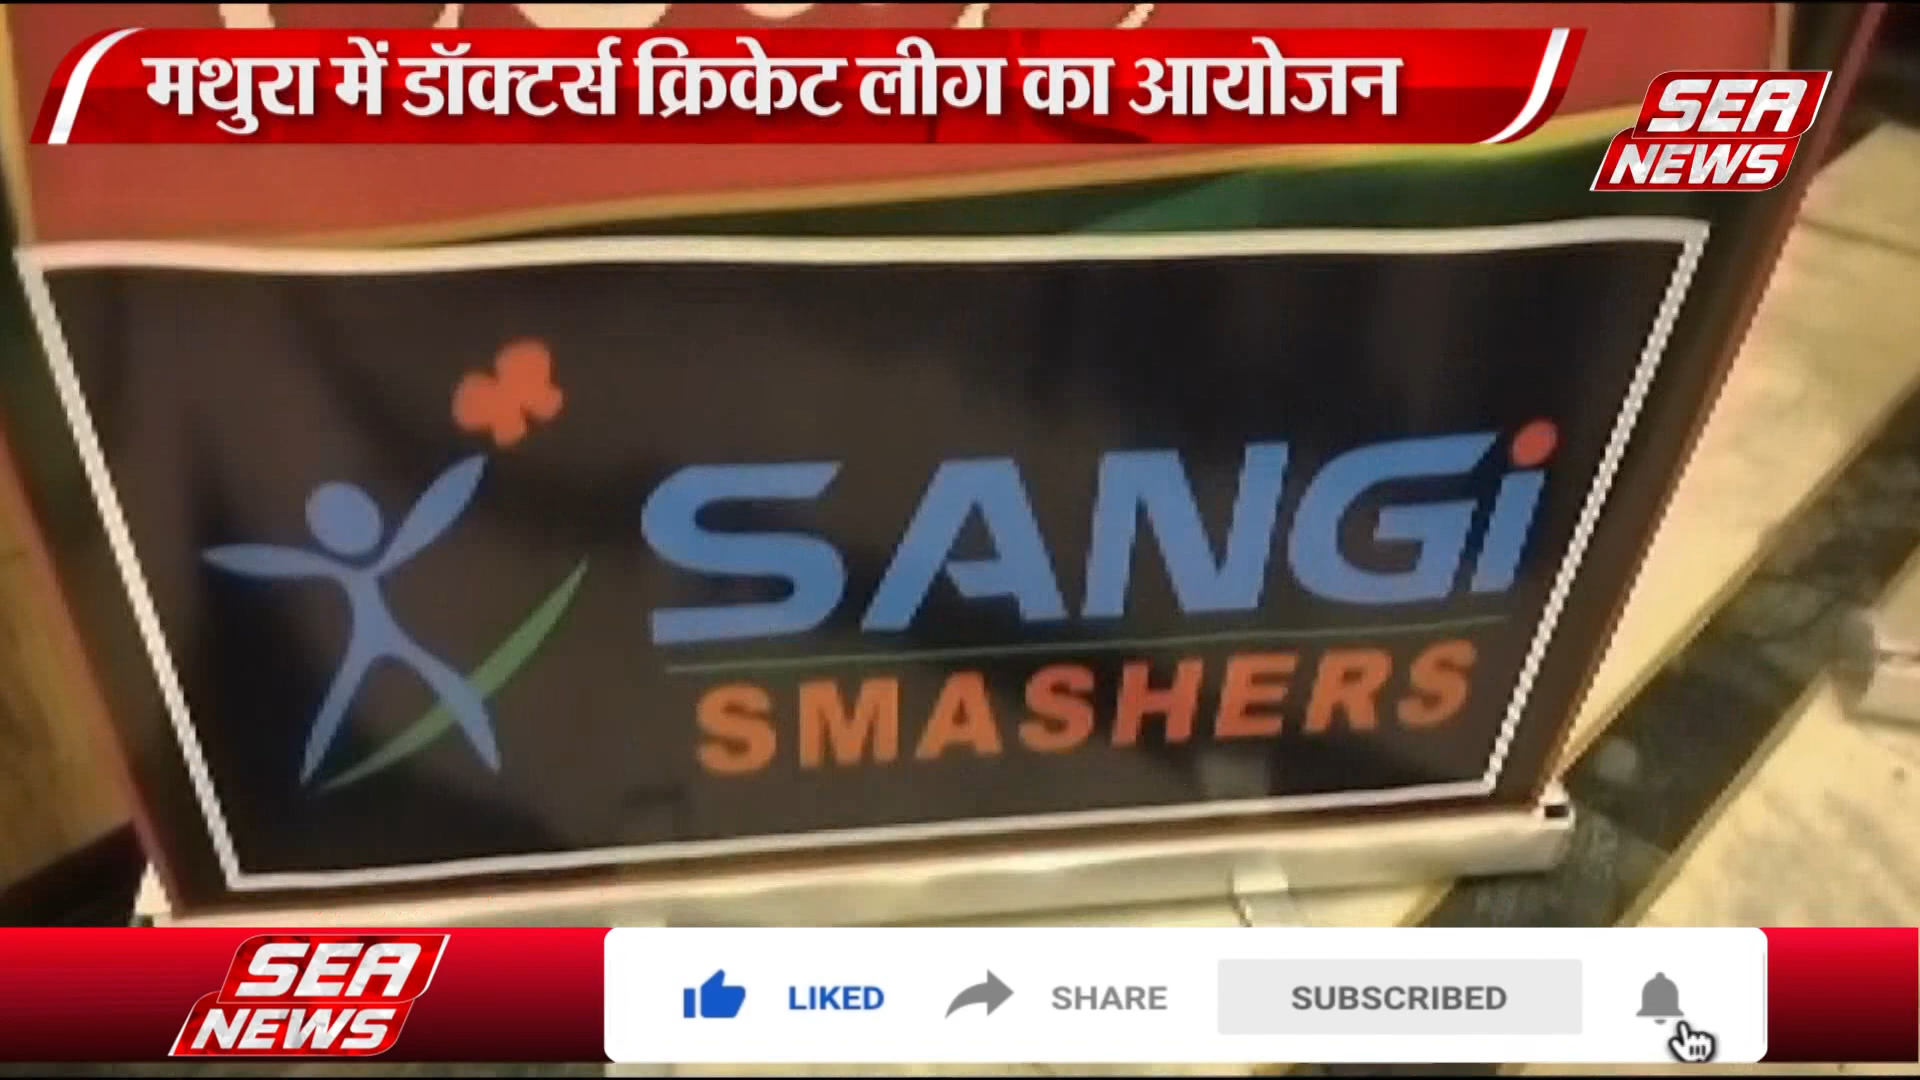 मथुरा में डॉक्टर्स क्रिकेट लीग का आयोजन
SEA
NEWS
SANGi
SMASHERS
SEA
NEWS
LIKED SHARE SUBSCRIBED